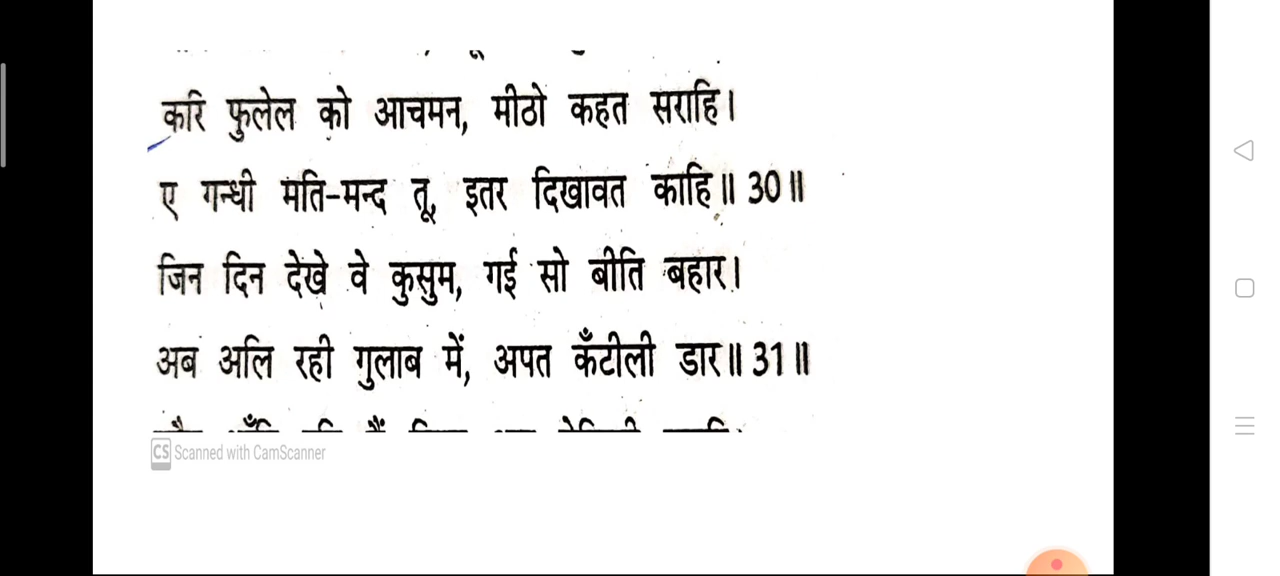 करि फुलेल को आचमन, मीठो कहत सराहि।
ए गन्धी मति-मन्द तू, इतर दिखावत काहि॥ 30॥
जिन दिन देखे वे कुसुम, गई सो बीति बहार।
अब अलि रही गुलाब में, अपत कँटीली डार॥ 31॥
CS Scanned with CamScanner